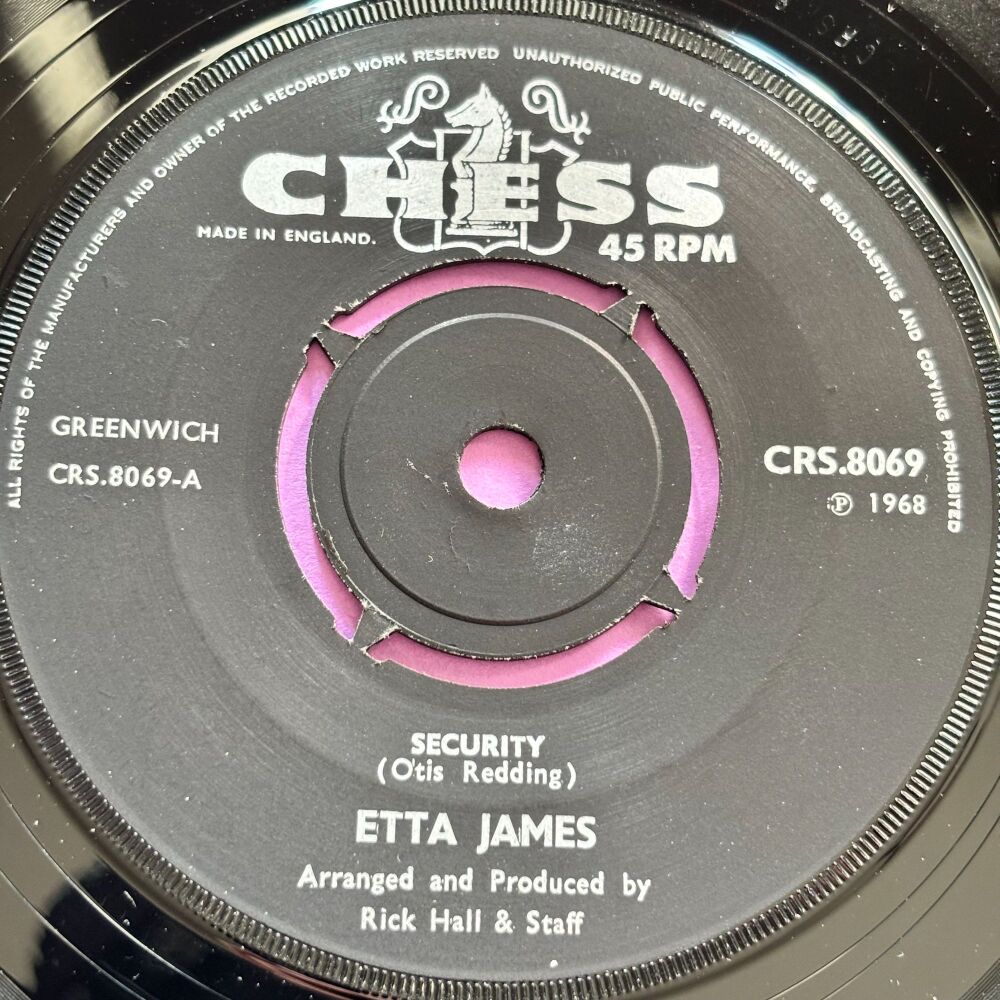 ALL RIGHTS OF THE MANUFACTURERS AND OWNER OF THE RECORDED WORK RESERVED UNAUTHORIZED PUBLIC PERFORMANCE, BROADCASTING AND COPYING PROHIBITED
CHESS
MADE IN ENGLAND.
45 RPM
GREENWICH
CRS.8069-A
CRS.8069
℗ 1968
SECURITY
(Otis Redding)
ETTA JAMES
Arranged and Produced by
Rick Hall & Staff